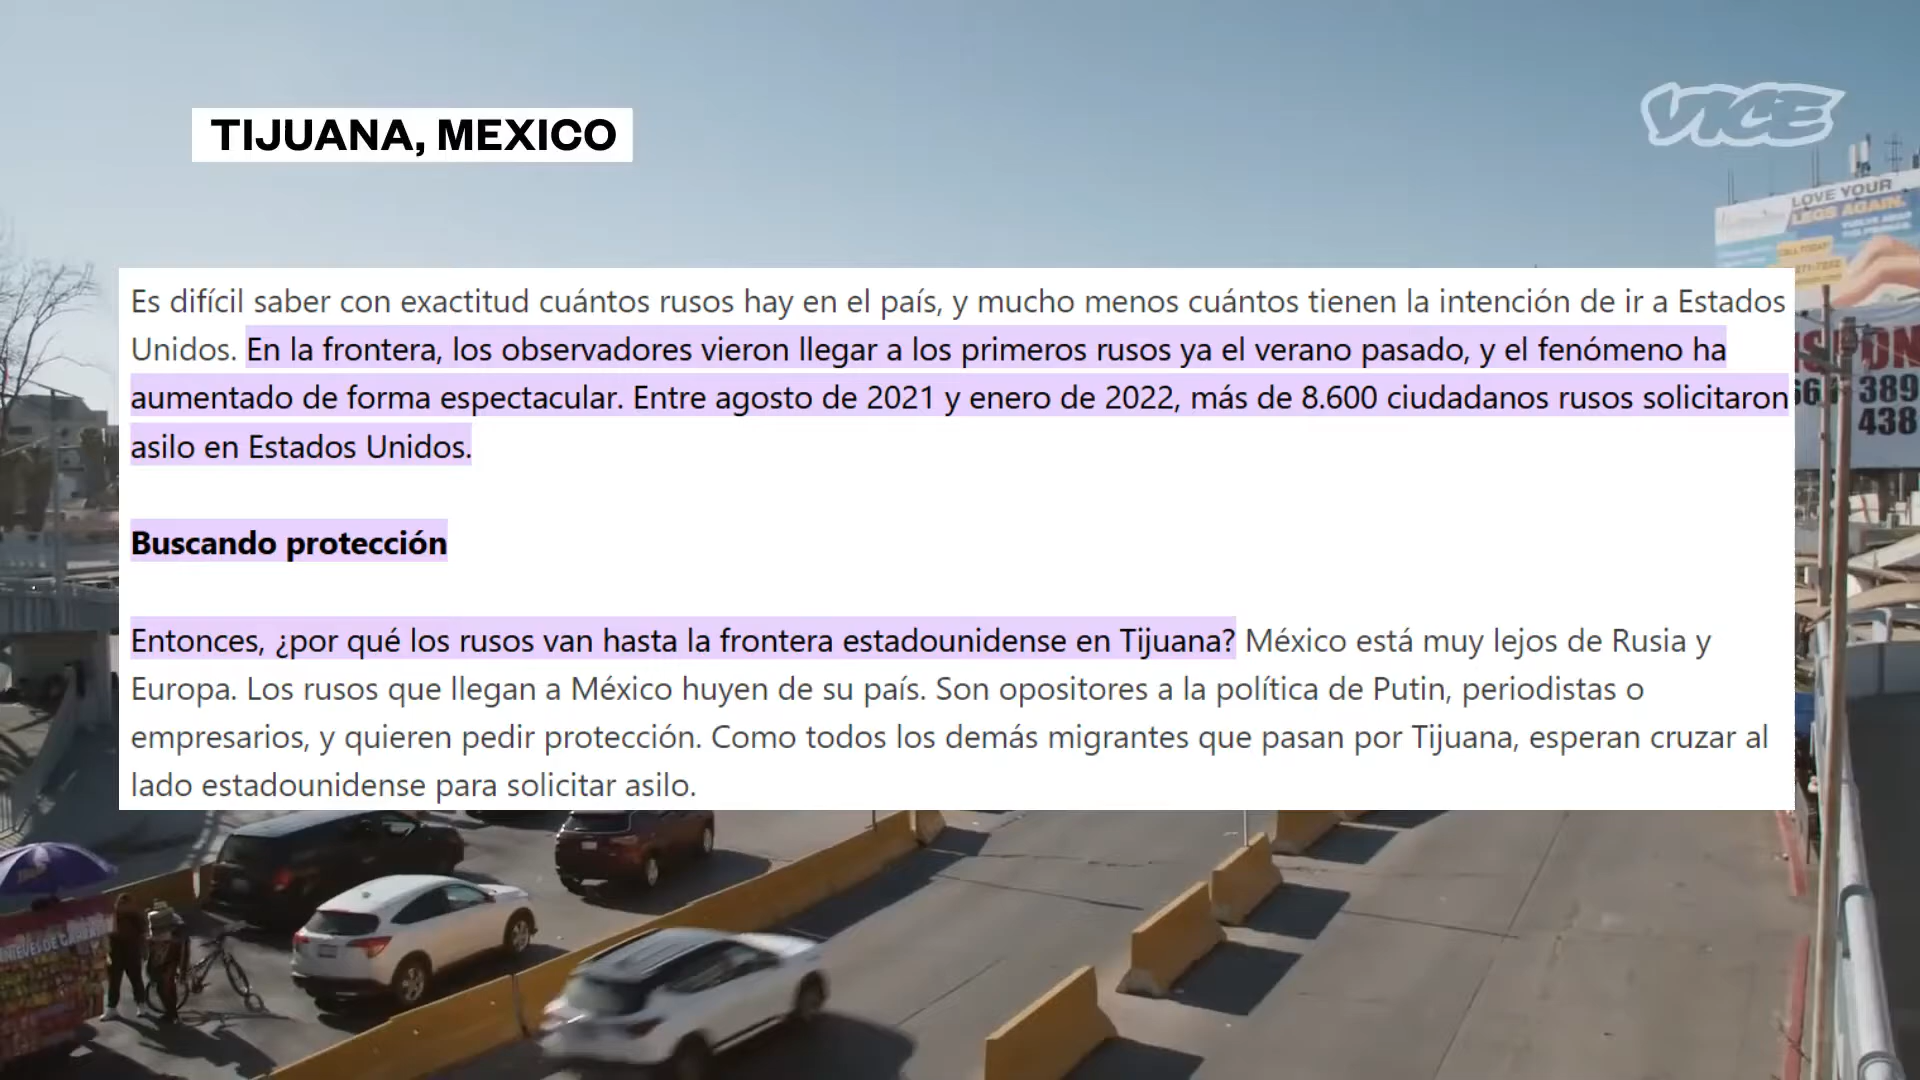 TIJUANA, MEXICO
VICE
LOVE YOUR
LEGS AGAIN.
Es difícil saber con exactitud cuántos rusos hay en el país, y mucho menos cuántos tienen la intención de ir a Estados
Unidos. En la frontera, los observadores vieron llegar a los primeros rusos ya el verano pasado, y el fenómeno ha
aumentado de forma espectacular. Entre agosto de 2021 y enero de 2022, más de 8.600 ciudadanos rusos solicitaron
asilo en Estados Unidos.
Buscando protección
Entonces, ¿por qué los rusos van hasta la frontera estadounidense en Tijuana? México está muy lejos de Rusia y
Europa. Los rusos que llegan a México huyen de su país. Son opositores a la política de Putin, periodistas o
empresarios, y quieren pedir protección. Como todos los demás migrantes que pasan por Tijuana, esperan cruzar al
lado estadounidense para solicitar asilo.
389
438